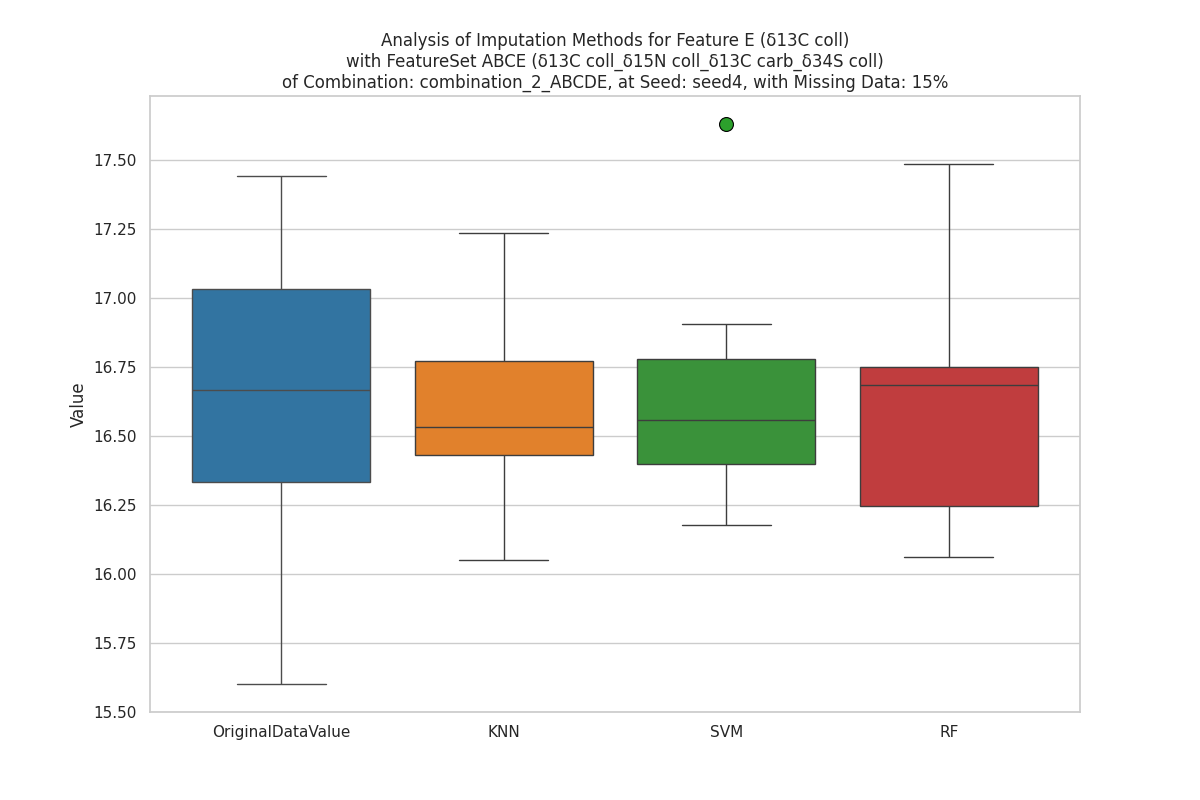 Analysis of Imputation Methods for Feature E (δ13C coll)
with FeatureSet ABCE (δ13C coll_δ15N coll_δ13C carb_δ34S coll)
of Combination: combination_2_ABCDE, at Seed: seed4, with Missing Data: 15%
17.50
17.25
17.00
16.75
16.50
16.25
16.00
15.75
15.50
Value
OriginalDataValue KNN SVM RF